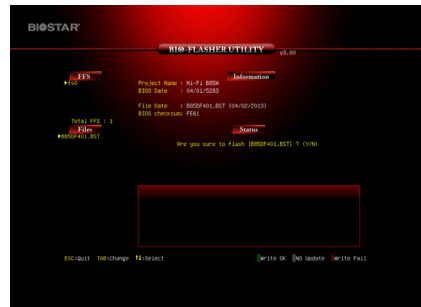 BIOSTAR
BIO-FLASHER UTILITY v3.00
FFS
fs0
Information
Project Name : Hi-Fi B85W
BIOS Date : 04/01/5283
File Date : B85DF401.BST (04/02/2013)
BIOS checksum: FE61
Total FFS : 1
Files
B85DF401.BST
Status
Are you sure to flash [B85DF401.BST] ? (Y/N)
ESC:Quit TAB:Change ↑↓:Select
Write OK NO Update Write Fail